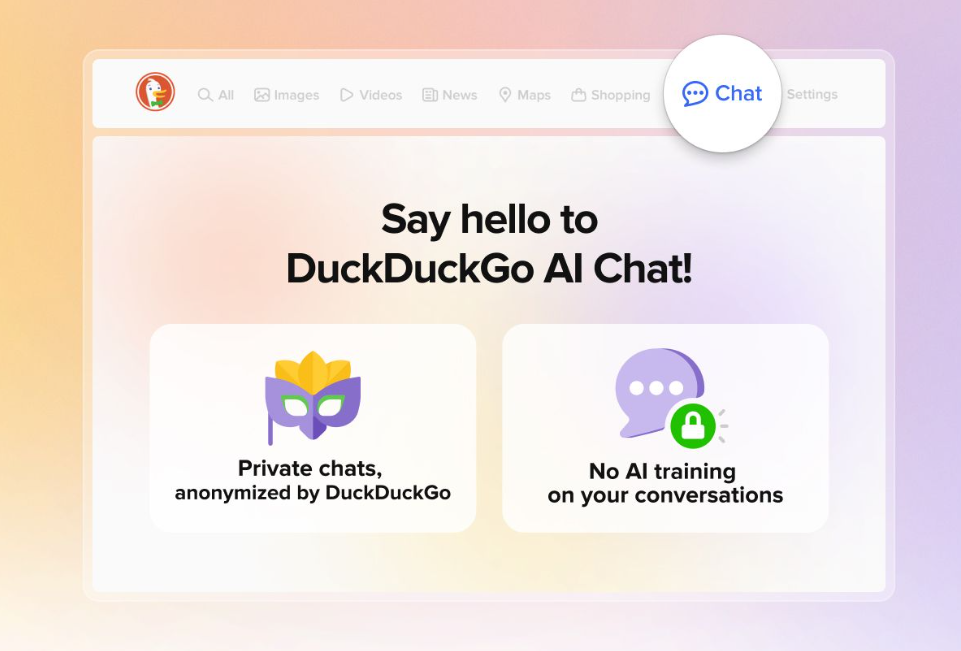 All Images Videos News Maps Shopping Chat Settings
Say hello to
DuckDuckGo AI Chat!
Private chats,
anonymized by DuckDuckGo
No AI training
on your conversations